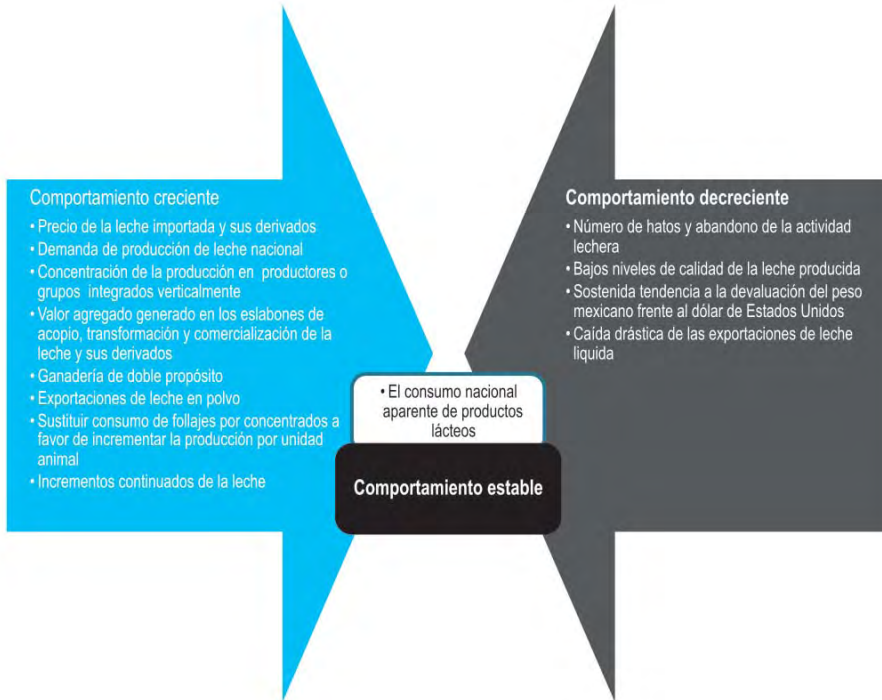 Comportamiento creciente
• Precio de la leche importada y sus derivados
• Demanda de producción de leche nacional
• Concentración de la producción en productores o
grupos integrados verticalmente
• Valor agregado generado en los eslabones de
acopio, transformación y comercialización de la
leche y sus derivados
• Ganadería de doble propósito
• Exportaciones de leche en polvo
• Sustituir consumo de follajes por concentrados a
favor de incrementar la producción por unidad
animal
• Incrementos continuados de la leche
• El consumo nacional
aparente de productos
lácteos
Comportamiento estable
Comportamiento decreciente
• Número de hatos y abandono de la actividad
lechera
• Bajos niveles de calidad de la leche producida
• Sostenida tendencia a la devaluación del peso
mexicano frente al dólar de Estados Unidos
• Caída drástica de las exportaciones de leche
liquida